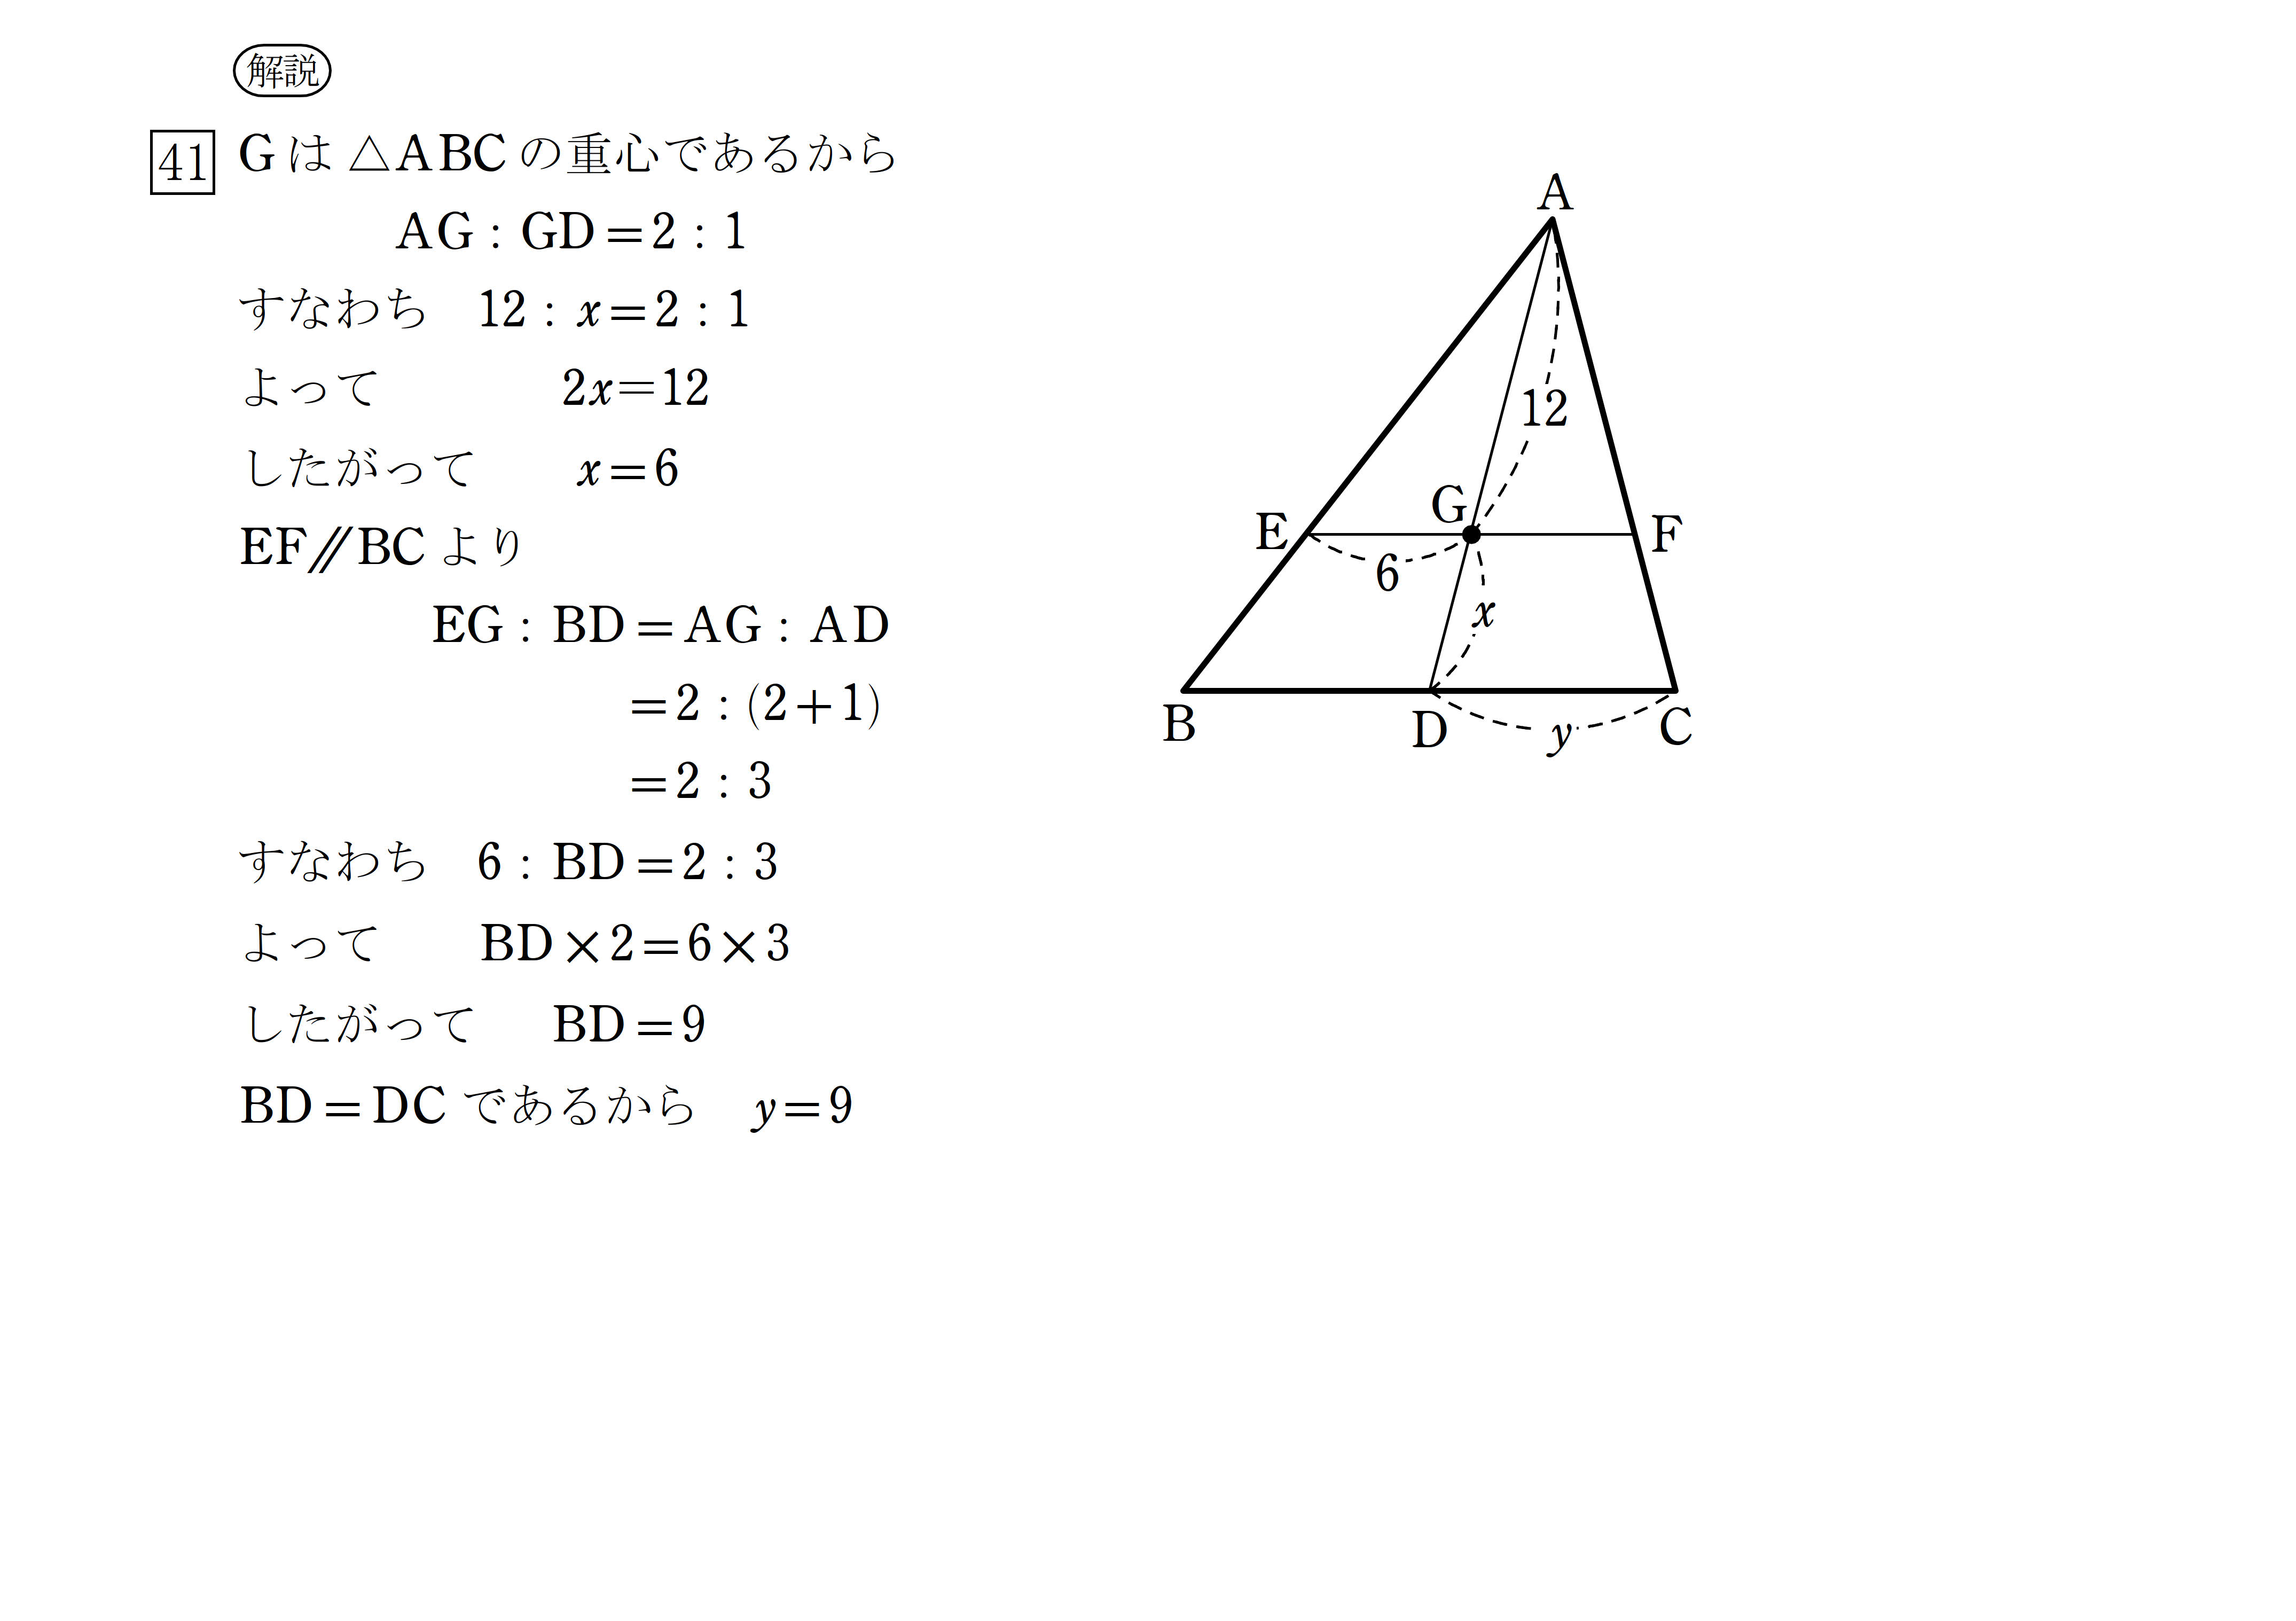 解説
41 Gは△ABCの重心であるから
AG:GD=2:1
すなわち 12:x=2:1
よって 2x=12
したがって x=6
EF//BCより
EG:BD=AG:AD
=2:(2+1)
=2:3
すなわち 6:BD=2:3
よって BD×2=6×3
したがって BD=9
BD=DCであるから y=9
A
12
G
E
F
6
x
B
D
y
C